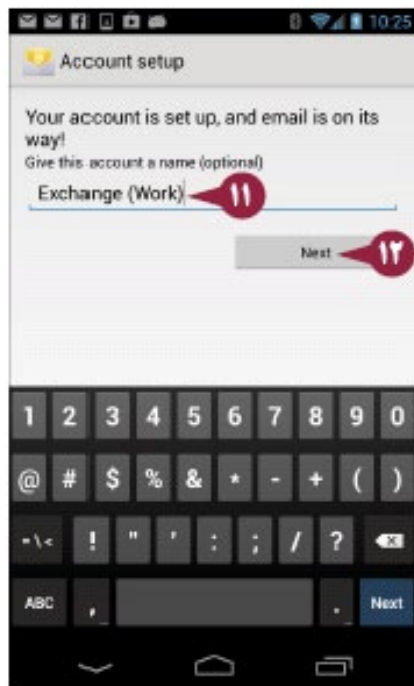 10:25
Account setup
Your account is set up, and email is on its
way!
Give this account a name (optional)
Exchange (Work) ١١
Next ١٢
1 2 3 4 5 6 7 8 9 0
@ # $ % & * - + ( )
=\< ! " ' : ; / ?
ABC , . Next